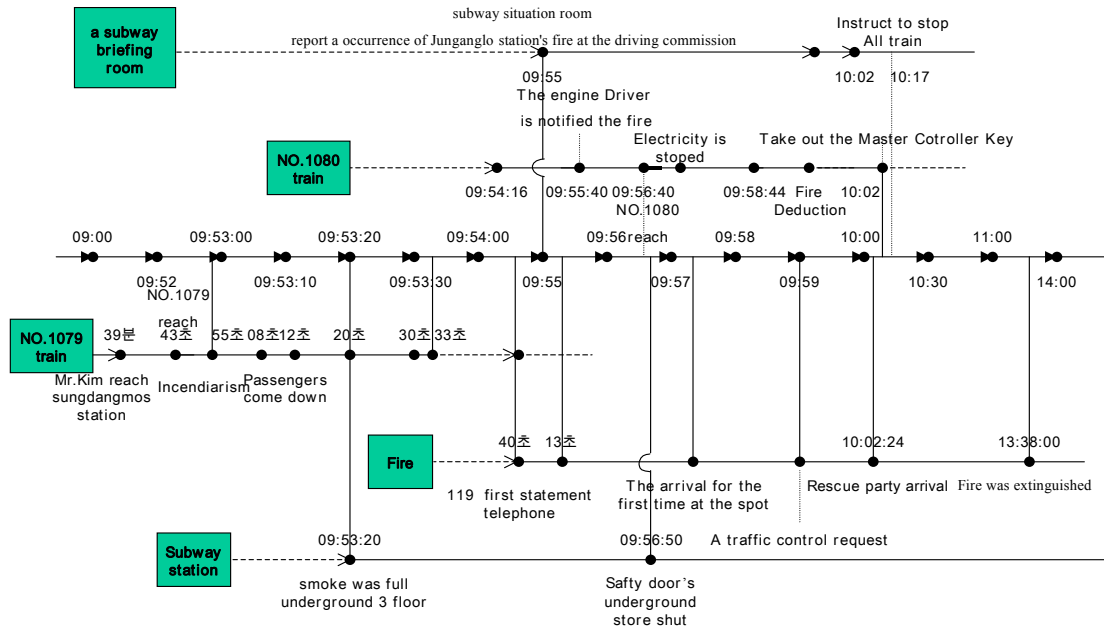 subway situation room
a subway
briefing
room
report a occurrence of Junganglo station's fire at the driving commission
Instruct to stop
All train
09:55
10:02
10:17
The engine Driver
is notified the fire
Electricity is
stoped
Take out the Master Cotroller Key
NO.1080
train
09:54:16
09:55:40
09:56:40
09:58:44
Fire
Deduction
10:02
NO.1080
reach
09:00
09:53:00
09:53:20
09:54:00
09:56
09:58
10:00
11:00
09:52
09:53:10
09:53:30
09:55
09:57
09:59
10:30
14:00
NO.1079
reach
NO.1079
train
39분
43초
55초
08초
12초
20초
30초
33초
Mr.Kim reach
sungdangmos
station
Incendiarism
Passengers
come down
Fire
40초
13초
10:02:24
13:38:00
119 first statement
telephone
The arrival for the
first time at the spot
Rescue party arrival
Fire was extinguished
A traffic control request
Subway
station
09:53:20
09:56:50
smoke was full
underground 3 floor
Safty door's
underground
store shut